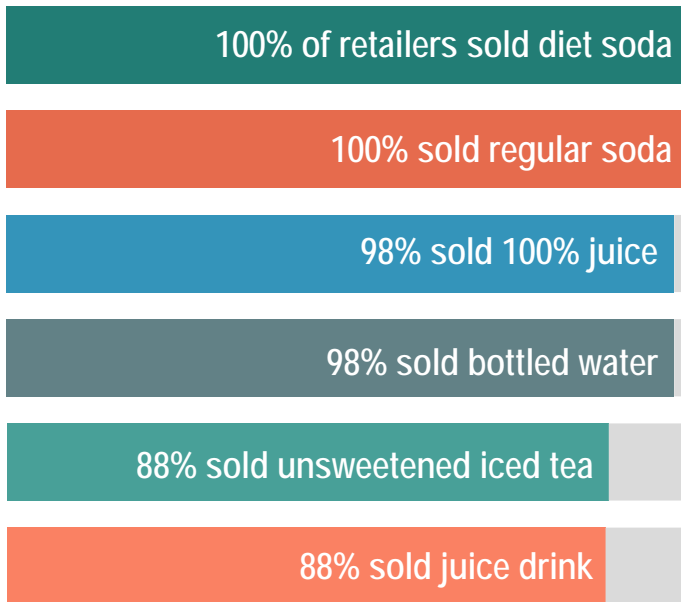 100% of retailers sold diet soda
100% sold regular soda
98% sold 100% juice
98% sold bottled water
88% sold unsweetened iced tea
88% sold juice drink